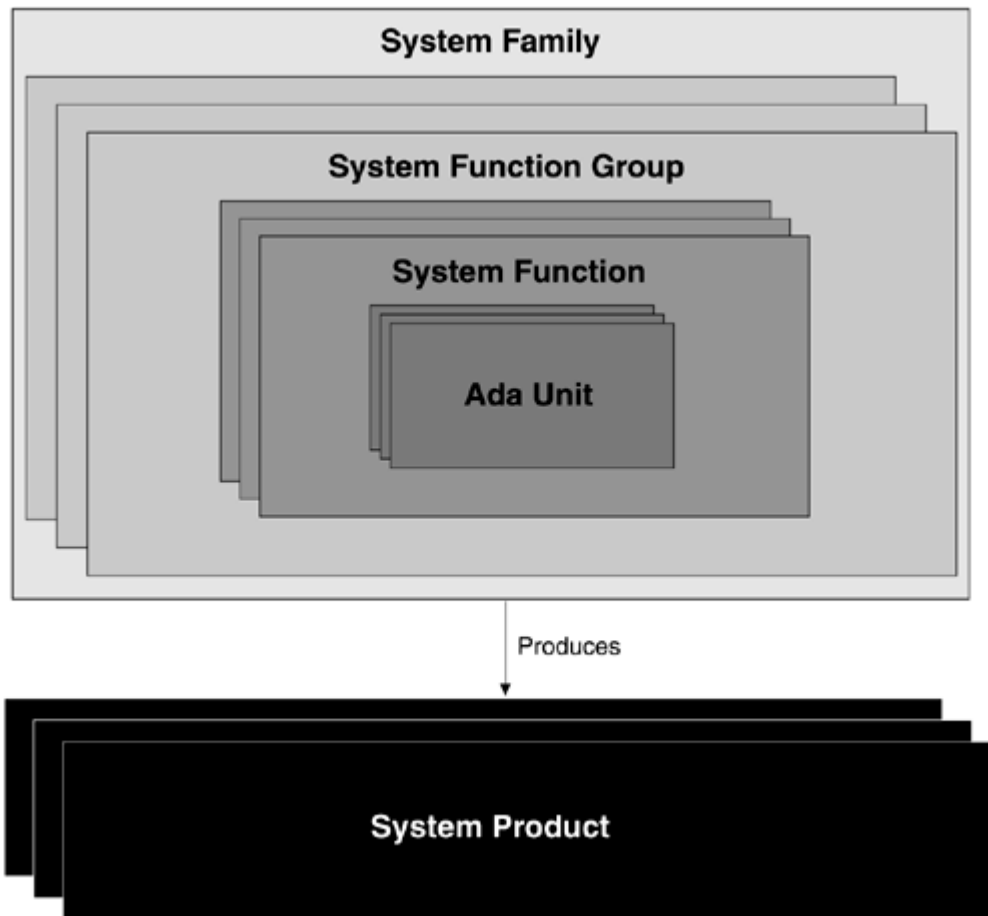 System Family
System Function Group
System Function
Ada Unit
Produces
System Product